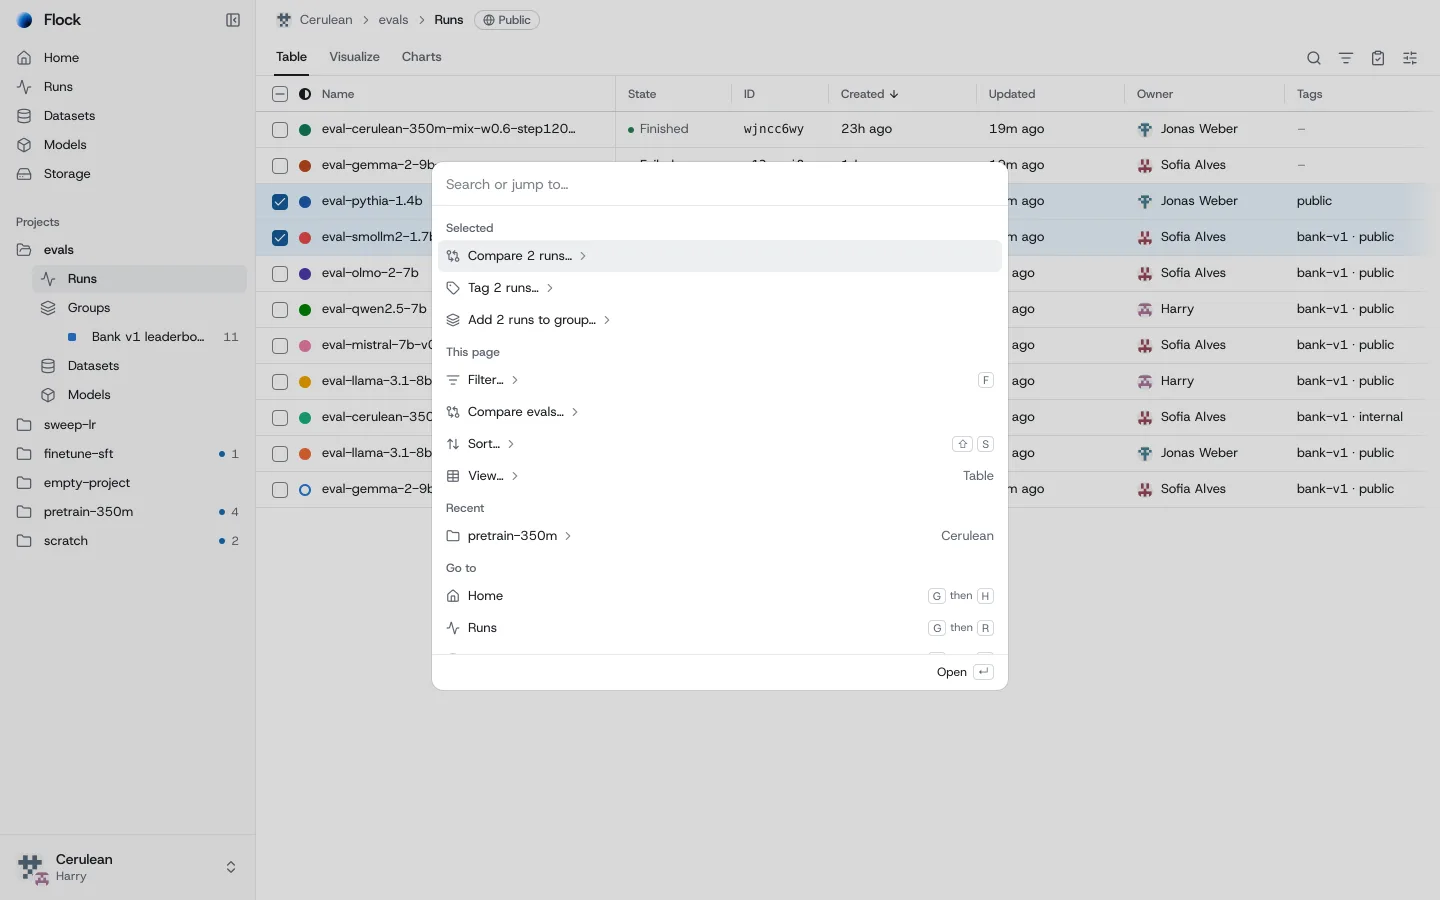 Flock
Home
Runs
Datasets
Models
Storage
Projects
evals
Runs
Groups
Bank v1 leaderbo… 11
Datasets
Models
sweep-lr
finetune-sft 1
empty-project
pretrain-350m 4
scratch 2
Cerulean
Harry
Cerulean > evals > Runs Public
Table Visualize Charts
Name State ID Created Updated Owner Tags
eval-cerulean-350m-mix-w0.6-step120… Finished wjncc6wy 23h ago 19m ago Jonas Weber –
eval-gemma-2-9b Sofia Alves –
eval-pythia-1.4b m ago Jonas Weber public
eval-smollm2-1.7b m ago Sofia Alves bank-v1 · public
eval-olmo-2-7b ago Sofia Alves bank-v1 · public
eval-qwen2.5-7b ago Harry bank-v1 · public
eval-mistral-7b-v0 ago Sofia Alves bank-v1 · public
eval-llama-3.1-8b ago Harry bank-v1 · public
eval-cerulean-350 ago Sofia Alves bank-v1 · internal
eval-llama-3.1-8b ago Jonas Weber bank-v1 · public
eval-gemma-2-9b m ago Sofia Alves bank-v1 · public
Search or jump to…
Selected
Compare 2 runs…
Tag 2 runs…
Add 2 runs to group…
This page
Filter… F
Compare evals…
Sort… ⇧ S
View… Table
Recent
pretrain-350m Cerulean
Go to
Home G then H
Runs G then R
Open ↵